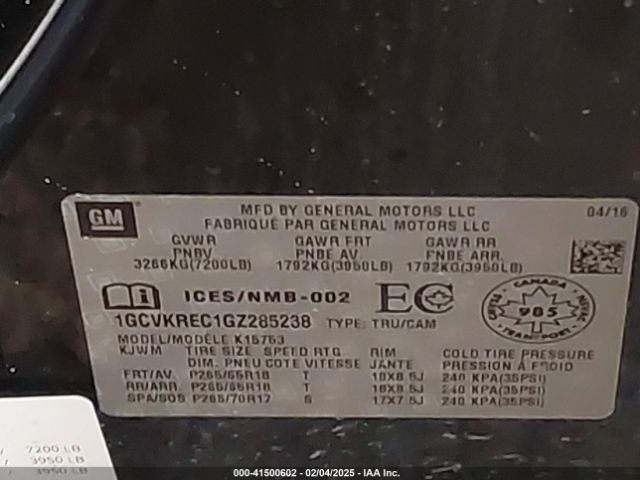 GM
MFD BY GENERAL MOTORS LLC 04/16
FABRIQUÉ PAR GENERAL MOTORS LLC
GVWR GAWR FRT GAWR RR
PNBV PNBE AV. PNBE ARR.
3266KG(7200LB) 1792KG(3950LB) 1792KG(3950LB)
ICES/NMB-002 EC
CANADA
985
TRANSPORT
1GCVKREC1GZ285238 TYPE: TRU/CAM
MODEL/MODÈLE K15753
KJWM TIRE SIZE SPEED RTG RIM COLD TIRE PRESSURE
DIM. PNEU COTE VITESSE JANTE PRESSION À FROID
FRT/AV. P265/65R18 T 18X8.5J 240 KPA(35PSI)
RR/ARR. P265/65R18 T 18X8.5J 240 KPA(35PSI)
SPA/SOS P265/70R17 S 17X7.5J 240 KPA(35PSI)
7200 LB
3950 LB
3950 LB
000-41500602 - 02/04/2025 - IAA Inc.